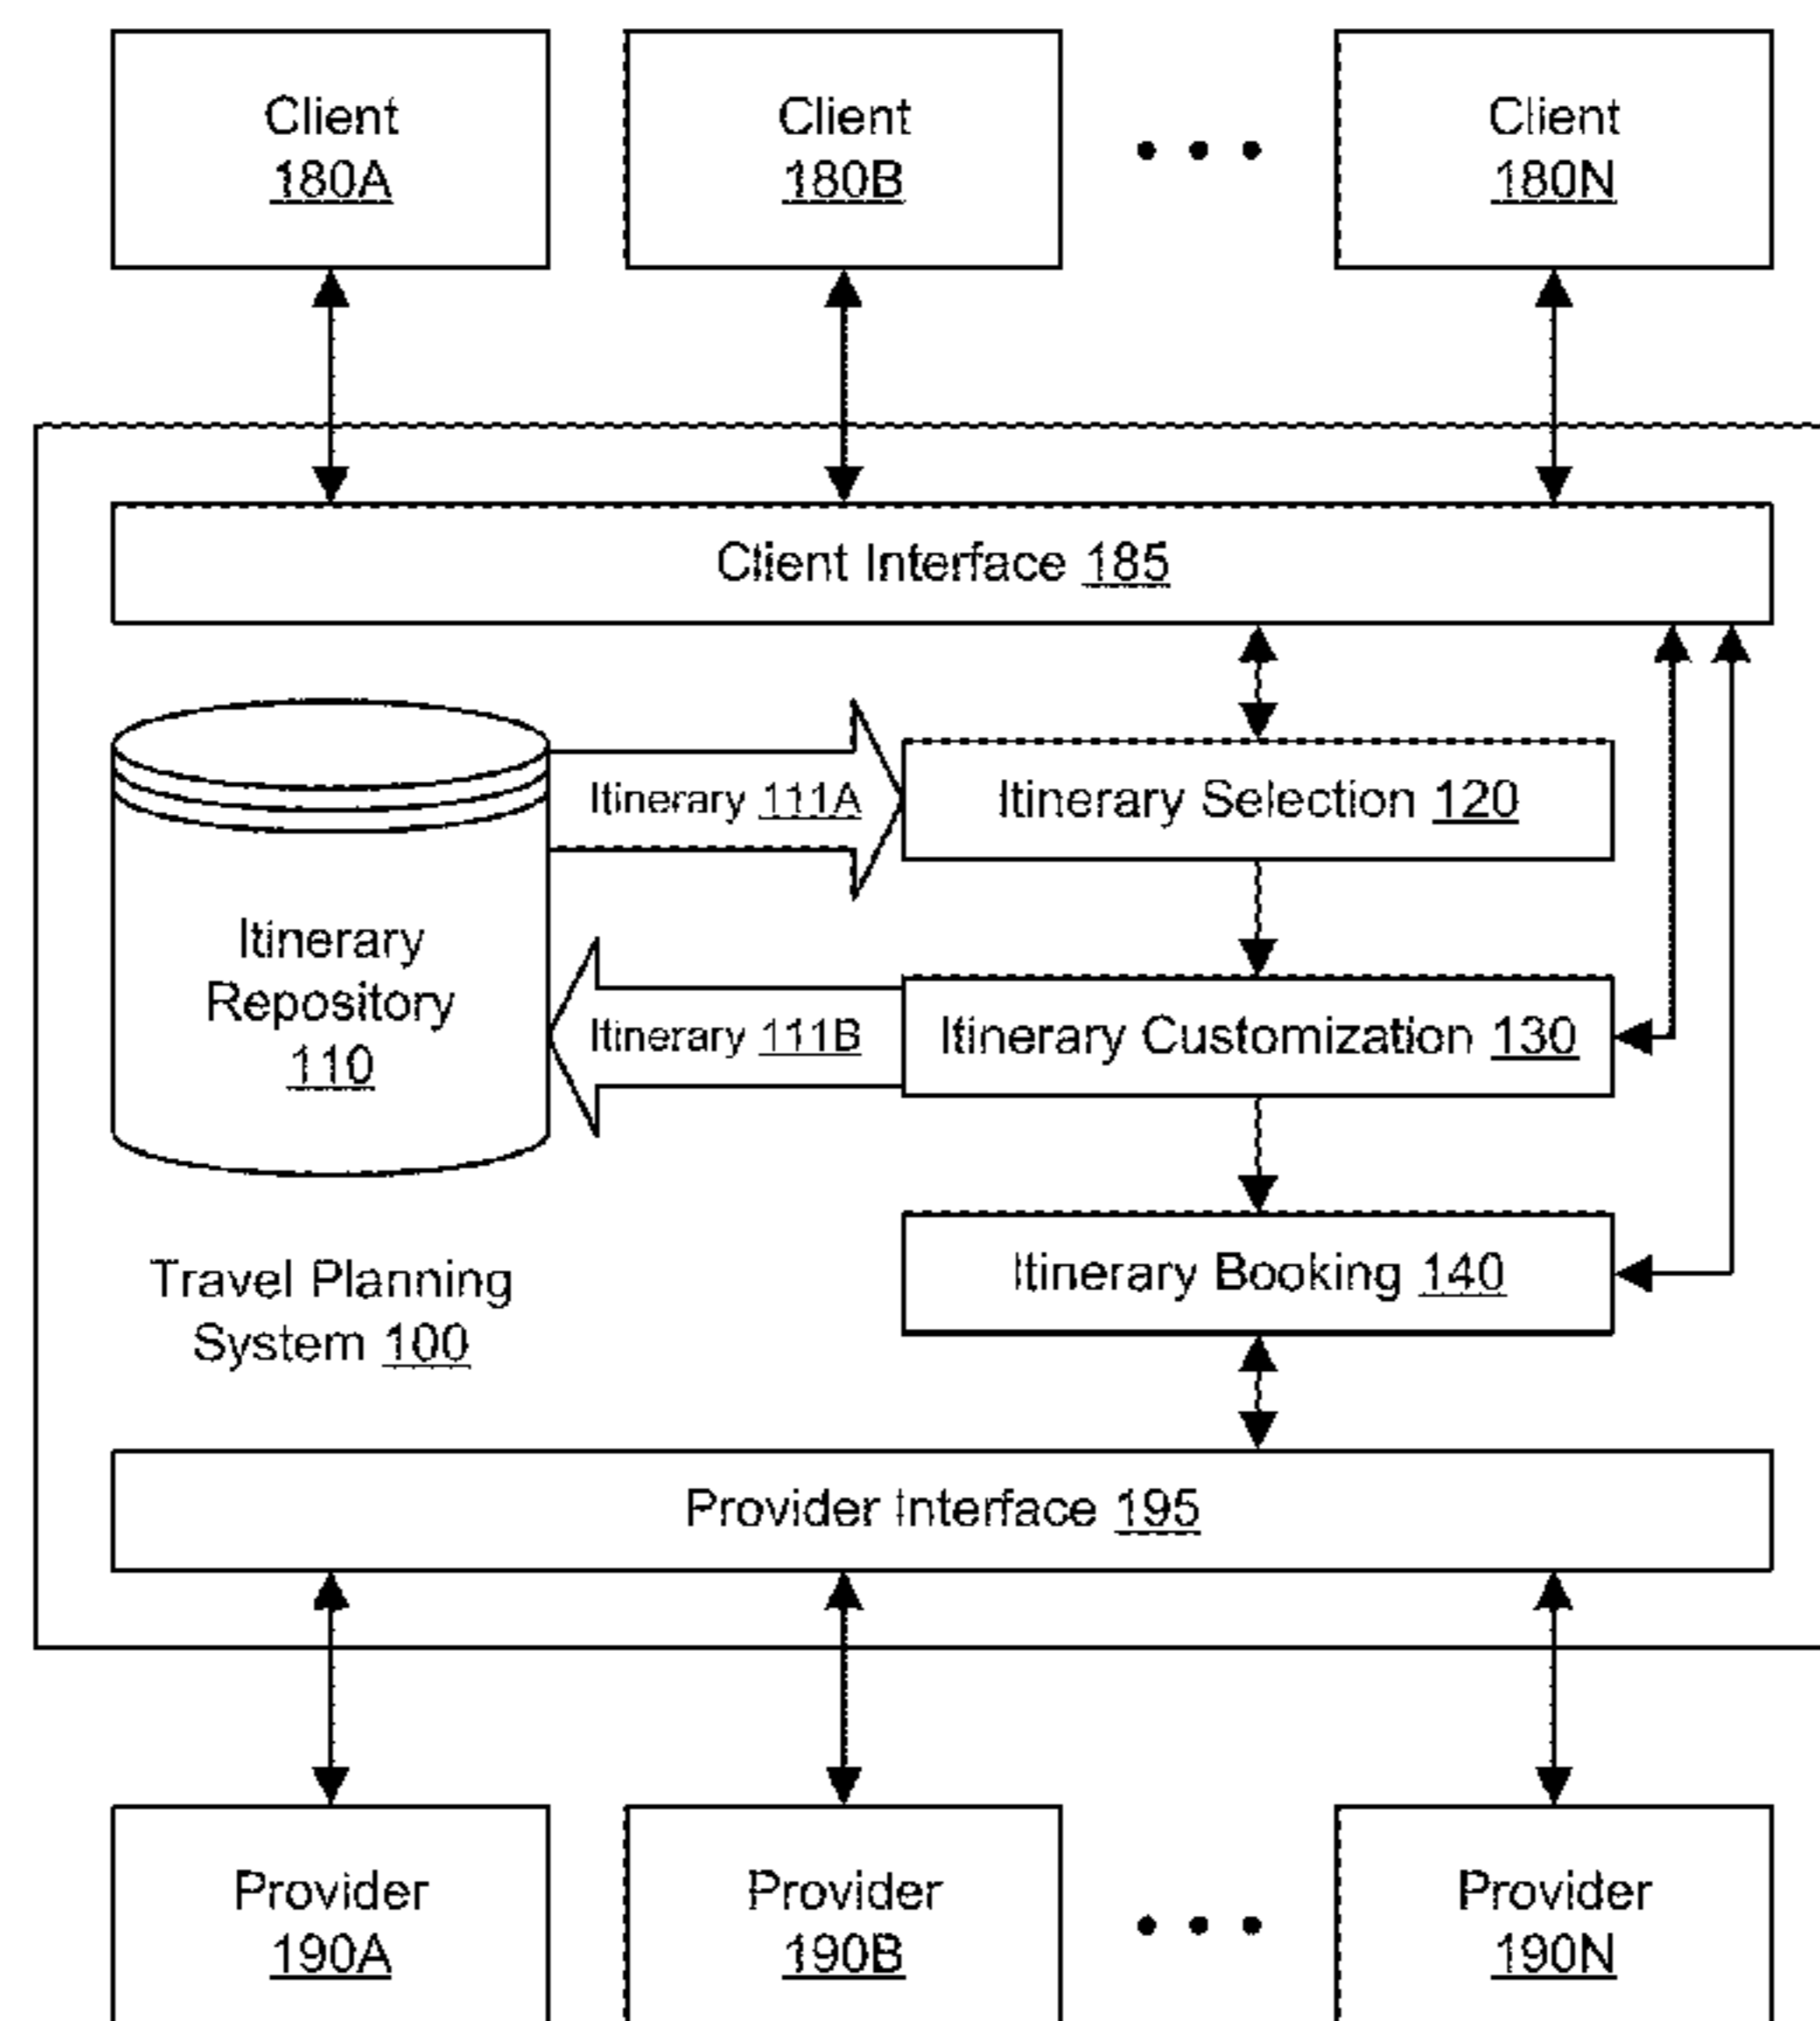 Client
180A
Client
180B
Client
180N
Client Interface 185
Itinerary 111A
Itinerary Selection 120
Itinerary
Repository
110
Itinerary 111B
Itinerary Customization 130
Itinerary Booking 140
Travel Planning
System 100
Provider Interface 195
Provider
190A
Provider
190B
Provider
190N